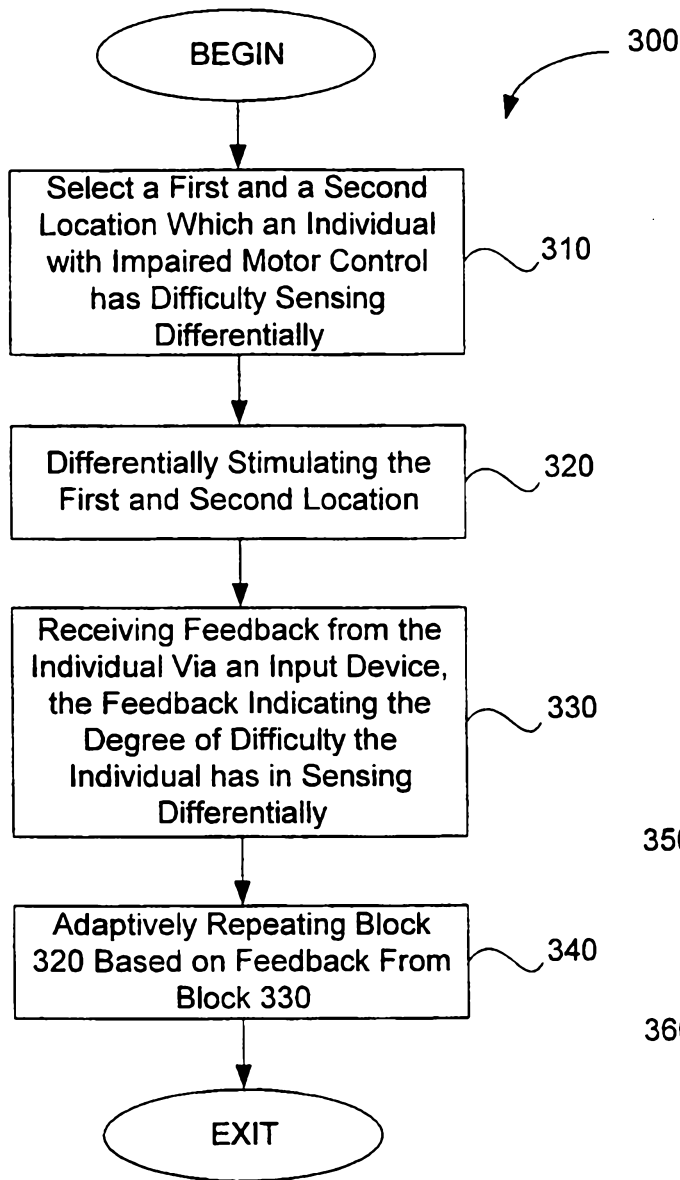 BEGIN
300
Select a First and a Second
Location Which an Individual
with Impaired Motor Control
has Difficulty Sensing
Differentially
310
Differentially Stimulating the
First and Second Location
320
Receiving Feedback from the
Individual Via an Input Device,
the Feedback Indicating the
Degree of Difficulty the
Individual has in Sensing
Differentially
330
350
Adaptively Repeating Block
320 Based on Feedback From
Block 330
340
360
EXIT